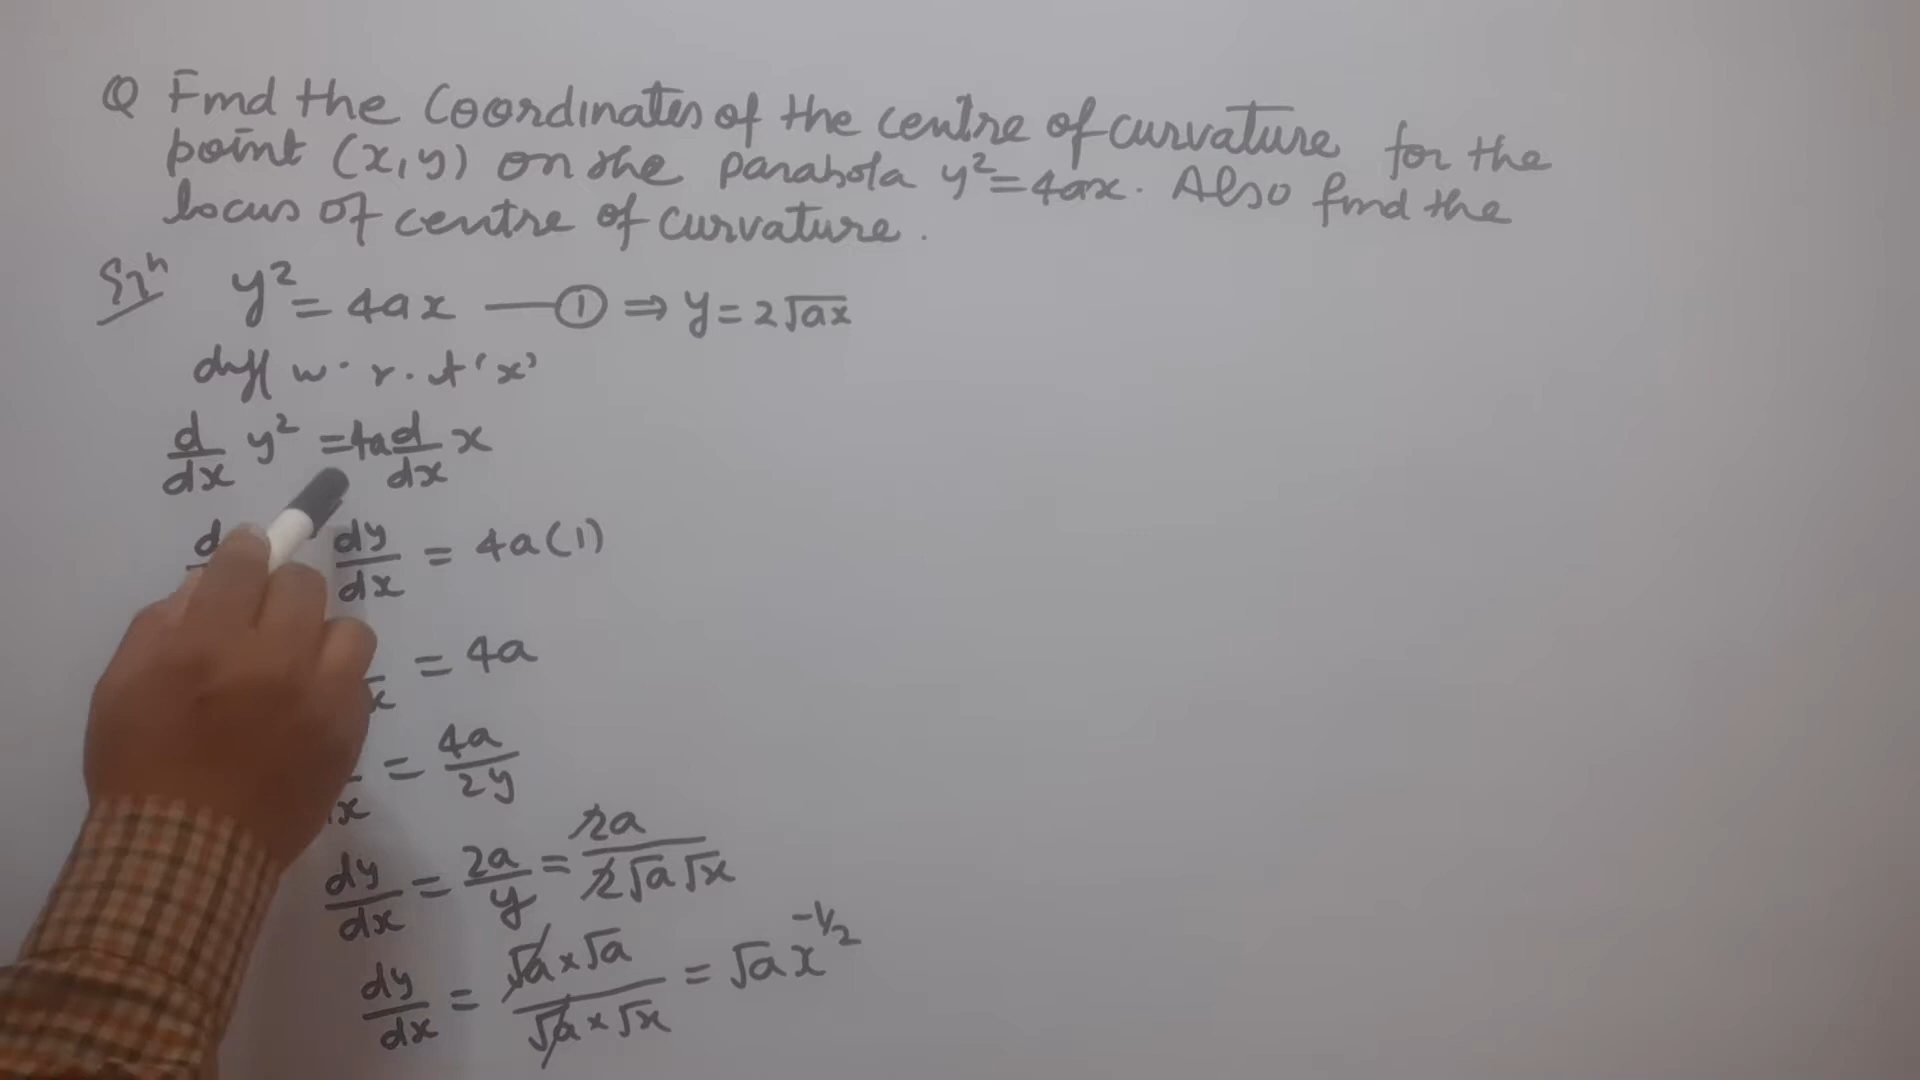 Q Find the Coordinates of the centre of curvature for the
point (x,y) on the parabola y²=4ax. Also find the
locus of centre of curvature.
Solⁿ y² = 4ax —① ⇒ y = 2√ax
diff w.r.t 'x'
d/dx y² = 4a d/dx x
dy/dx = 4a(1)
= 4a
= 4a/2y
dy/dx = 2a/y = 2a/2√a√x
dy/dx = √a×√a/√a×√x = √a x^-1/2